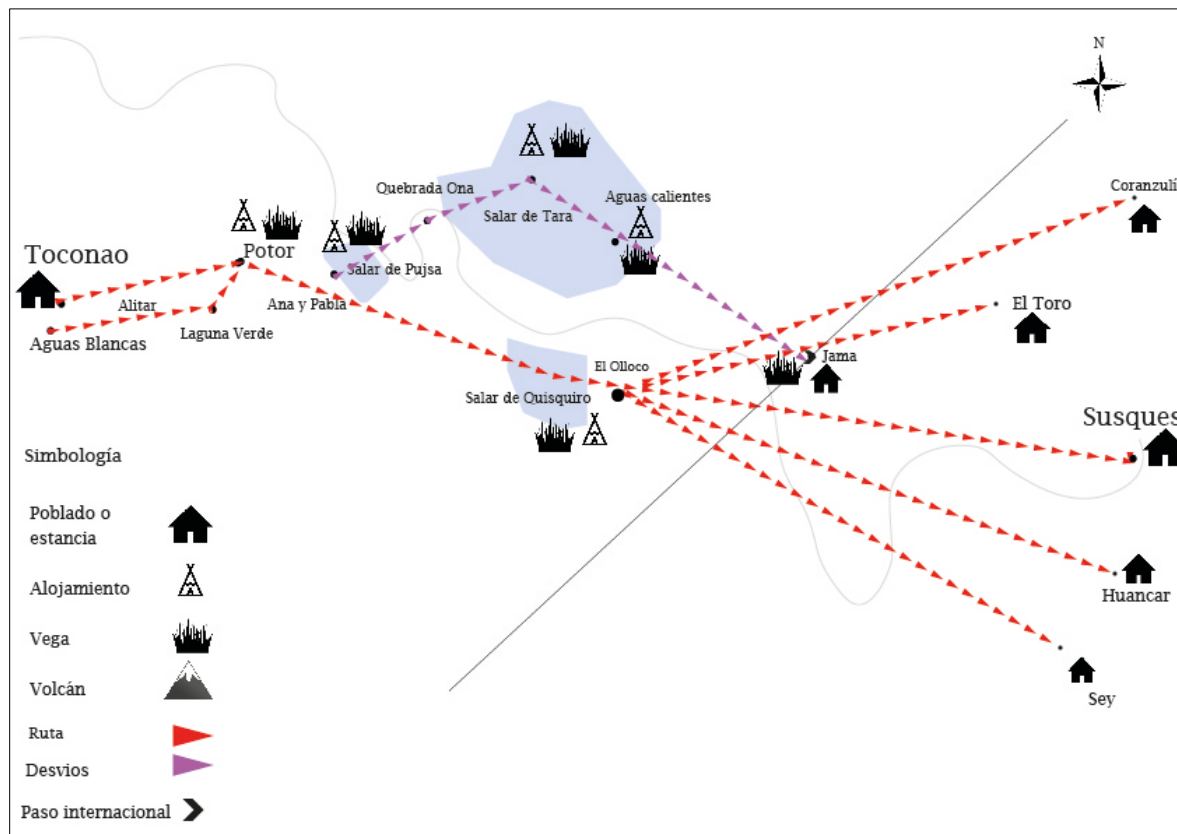 N
Coranzulí
Quebrada Ona
Aguas calientes
Salar de Tara
Toconao
Potor
Salar de Pujsa
Alitar
Ana y Pabla
El Toro
Aguas Blancas
Laguna Verde
Jama
El Olloco
Salar de Quisquiro
Susques
Huancar
Sey
Simbología
Poblado o
estancia
Alojamiento
Vega
Volcán
Ruta
Desvios
Paso internacional